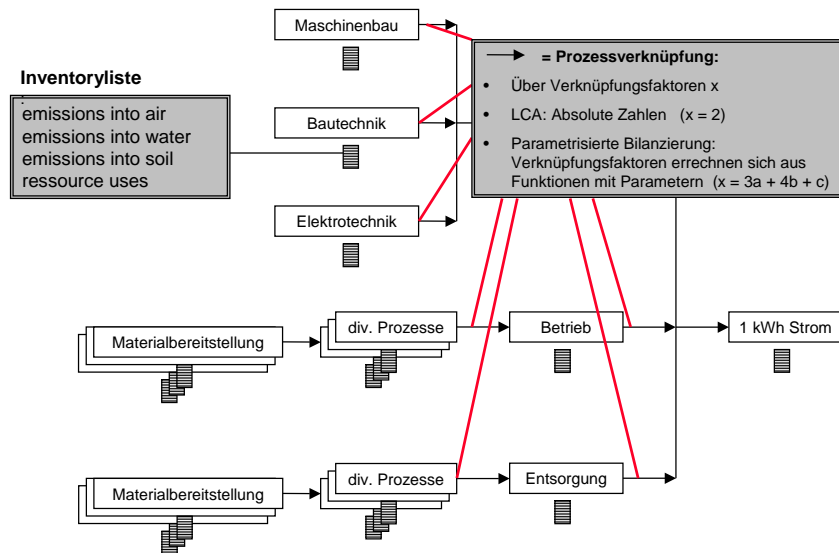 Maschinenbau
Inventoryliste
emissions into air
emissions into water
emissions into soil
ressource uses
Bautechnik
Elektrotechnik
= Prozessverknüpfung:
• Über Verknüpfungsfaktoren x
• LCA: Absolute Zahlen (x = 2)
• Parametrisierte Bilanzierung:
Verknüpfungsfaktoren errechnen sich aus
Funktionen mit Parametern (x = 3a + 4b + c)
Materialbereitstellung
div. Prozesse
Betrieb
1 kWh Strom
Materialbereitstellung
div. Prozesse
Entsorgung